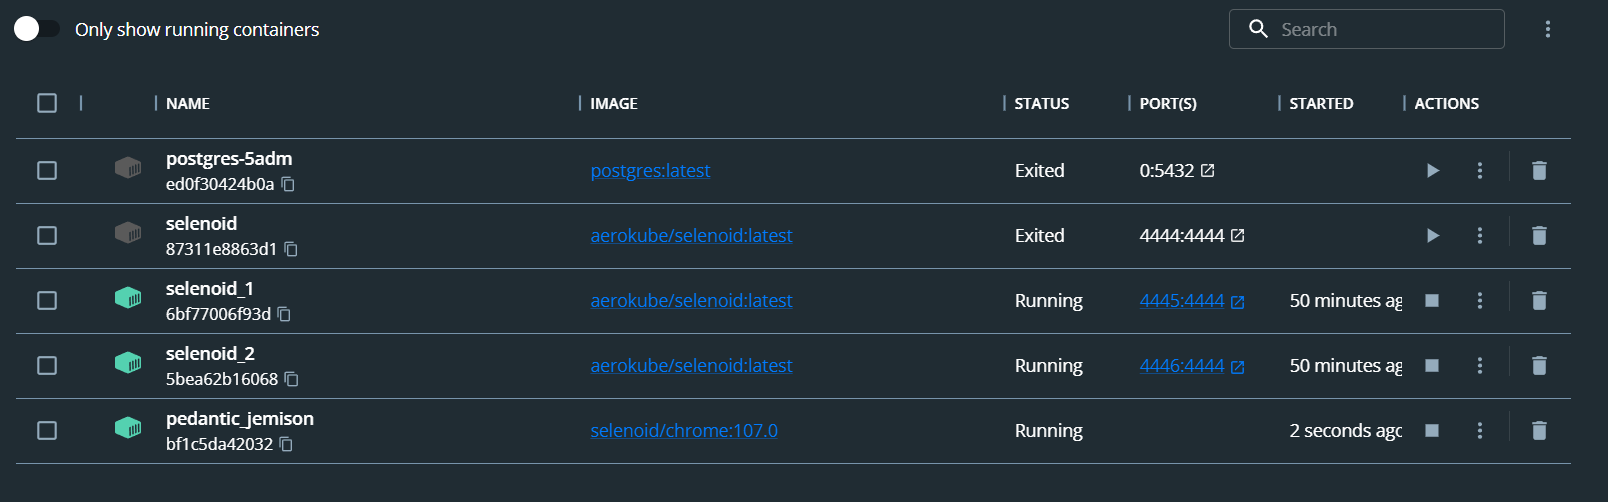 Only show running containers
Search
NAME IMAGE STATUS PORT(S) STARTED ACTIONS
postgres-5adm
ed0f30424b0a
postgres:latest Exited 0:5432
selenoid
87311e8863d1
aerokube/selenoid:latest Exited 4444:4444
selenoid_1
6bf77006f93d
aerokube/selenoid:latest Running 4445:4444 50 minutes ag
selenoid_2
5bea62b16068
aerokube/selenoid:latest Running 4446:4444 50 minutes ag
pedantic_jemison
bf1c5da42032
selenoid/chrome:107.0 Running 2 seconds agc